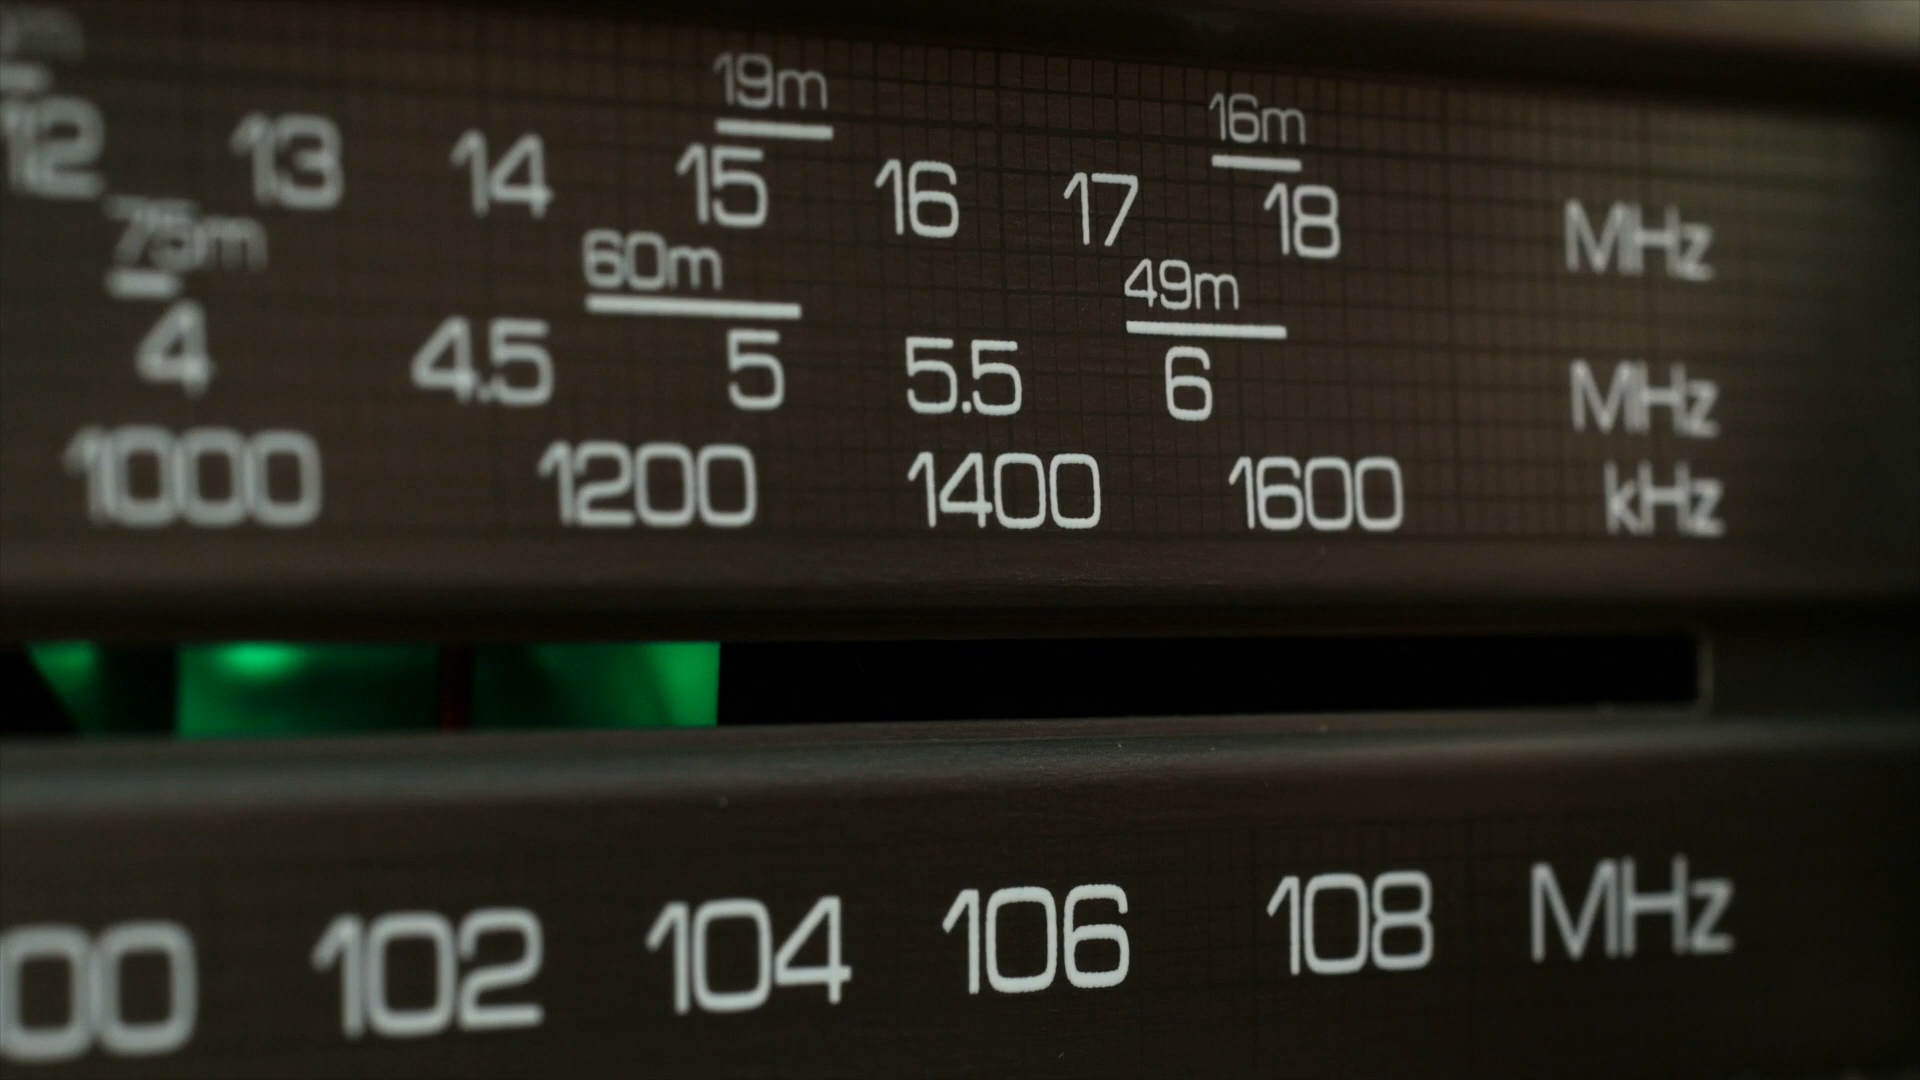 19m 16m
12 13 14 15 16 17 18 MHz
75m 60m 49m
4 4.5 5 5.5 6 MHz
1000 1200 1400 1600 kHz
00 102 104 106 108 MHz